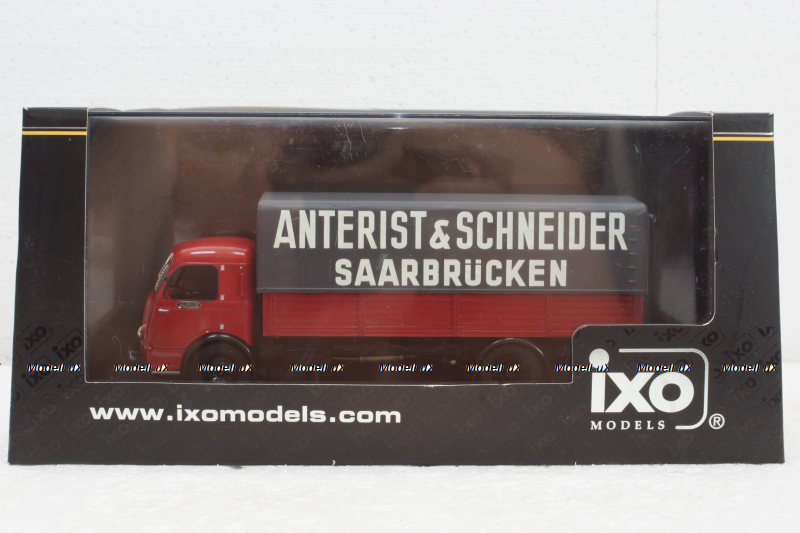 ANTERIST & SCHNEIDER
SAARBRÜCKEN
www.ixomodels.com
ixo
MODELS ®